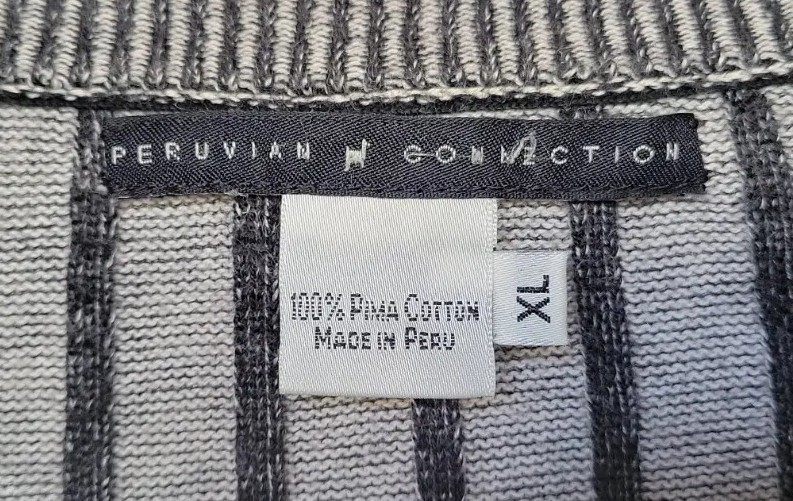 PERUVIAN CONNECTION
100% PIMA COTTON
MADE IN PERU
XL